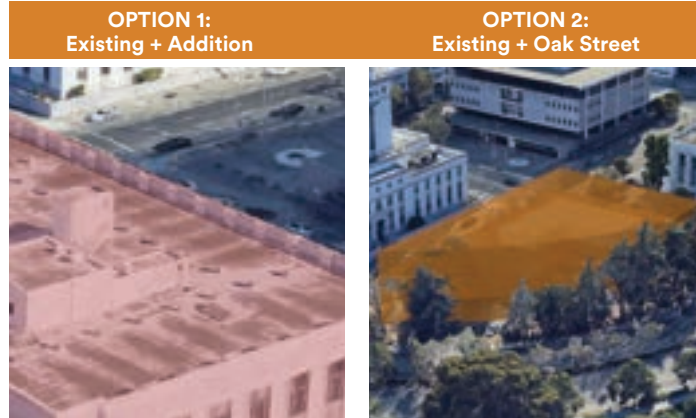 OPTION 1:
Existing + Addition
OPTION 2:
Existing + Oak Street